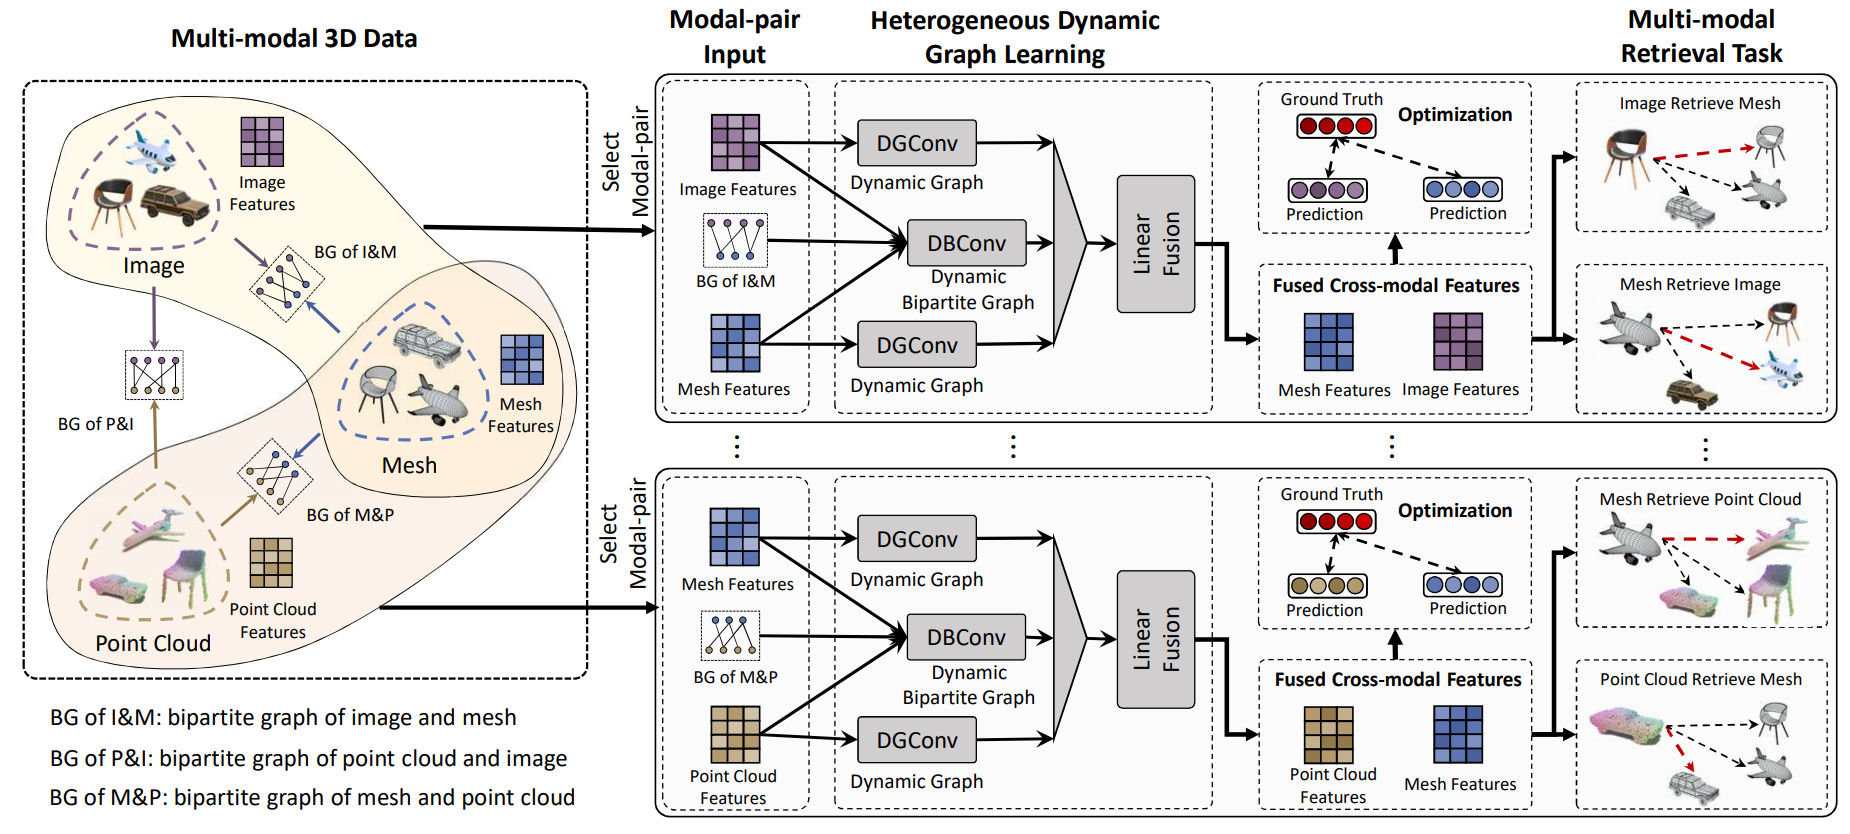 Multi-modal 3D Data
Image
Features
Image
BG of I&M
Mesh
Features
Mesh
BG of P&I
BG of M&P
Point Cloud
Features
Point Cloud
BG of I&M: bipartite graph of image and mesh
BG of P&I: bipartite graph of point cloud and image
BG of M&P: bipartite graph of mesh and point cloud
Select
Modal-pair
Select
Modal-pair
Modal-pair
Input
Heterogeneous Dynamic
Graph Learning
Multi-modal
Retrieval Task
Image Features
BG of I&M
Mesh Features
DGConv
Dynamic Graph
DBConv
Dynamic
Bipartite Graph
DGConv
Dynamic Graph
Linear
Fusion
Ground Truth
Optimization
Prediction
Prediction
Fused Cross-modal Features
Mesh Features
Image Features
Image Retrieve Mesh
Mesh Retrieve Image
Mesh Features
BG of M&P
Point Cloud
Features
DGConv
Dynamic Graph
DBConv
Dynamic
Bipartite Graph
DGConv
Dynamic Graph
Linear
Fusion
Ground Truth
Optimization
Prediction
Prediction
Fused Cross-modal Features
Point Cloud
Features
Mesh Features
Mesh Retrieve Point Cloud
Point Cloud Retrieve Mesh